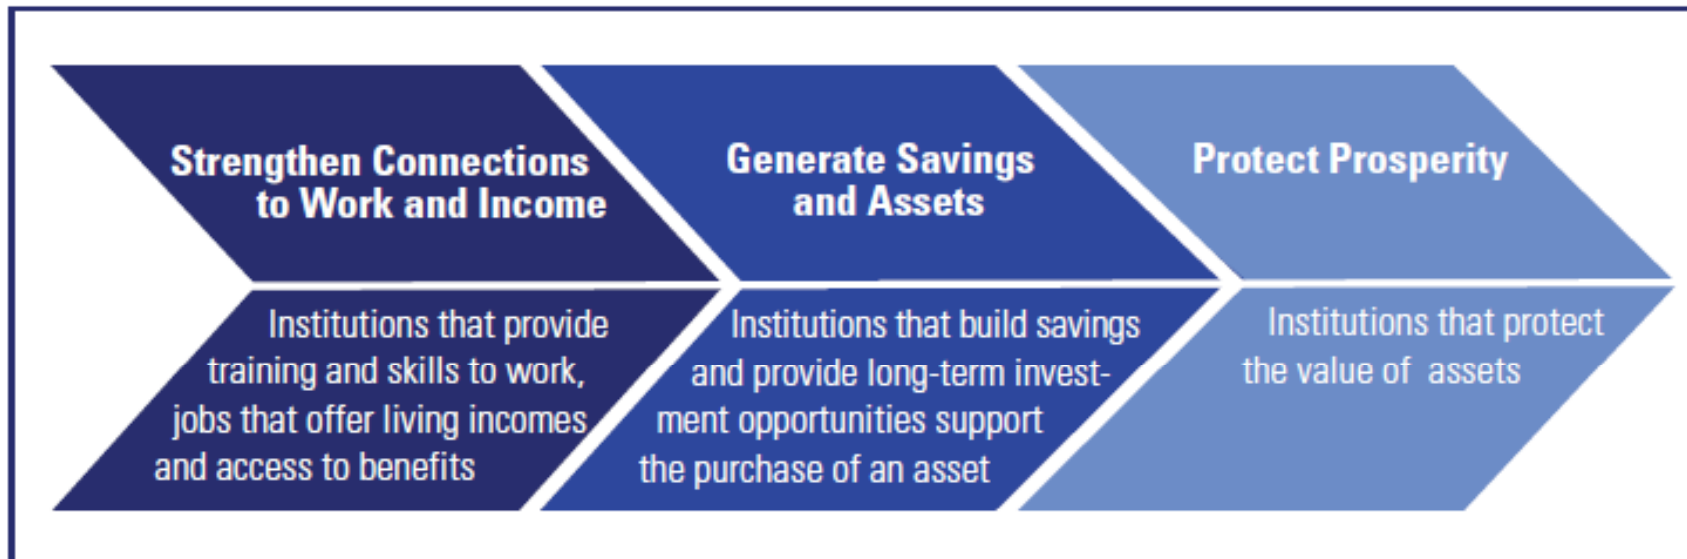 Strengthen Connections
to Work and Income
Institutions that provide
training and skills to work,
jobs that offer living incomes
and access to benefits
Generate Savings
and Assets
Institutions that build savings
and provide long-term invest-
ment opportunities support
the purchase of an asset
Protect Prosperity
Institutions that protect
the value of assets